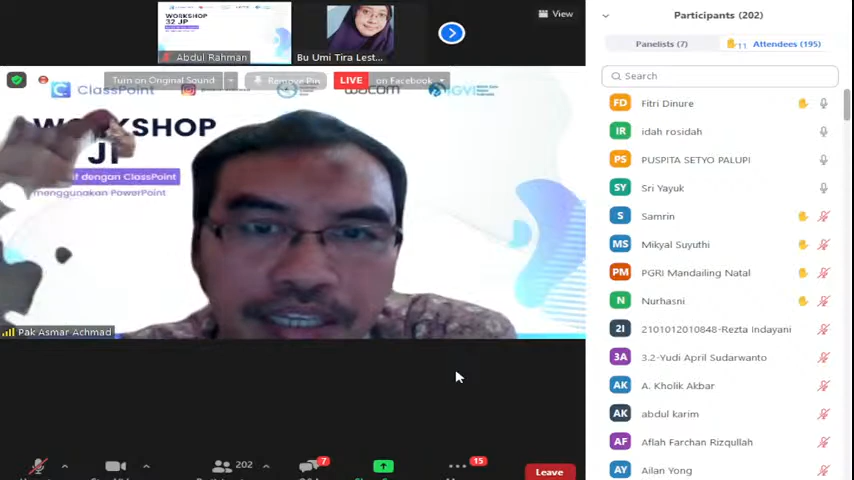 WORKSHOP
32 JP
Abdul Rahman
Bu Umi Tira Lest...
View
Turn on Original Sound
Remove Pin
LIVE
on Facebook
ClassPoint
wacom
IGVI
WORKSHOP
JP
if dengan ClassPoint
menggunakan PowerPoint
Pak Asmar Achmad
202
7
15
Leave
Participants (202)
Panelists (7)
11
Attendees (195)
Search
FD Fitri Dinure
IR idah rosidah
PS PUSPITA SETYO PALUPI
SY Sri Yayuk
S Samrin
MS Mikyal Suyuthi
PM PGRI Mandailing Natal
N Nurhasni
2I 2101012010848-Rezta Indayani
3A 3.2-Yudi April Sudarwanto
AK A. Kholik Akbar
AK abdul karim
AF Aflah Farchan Rizqullah
AY Ailan Yong